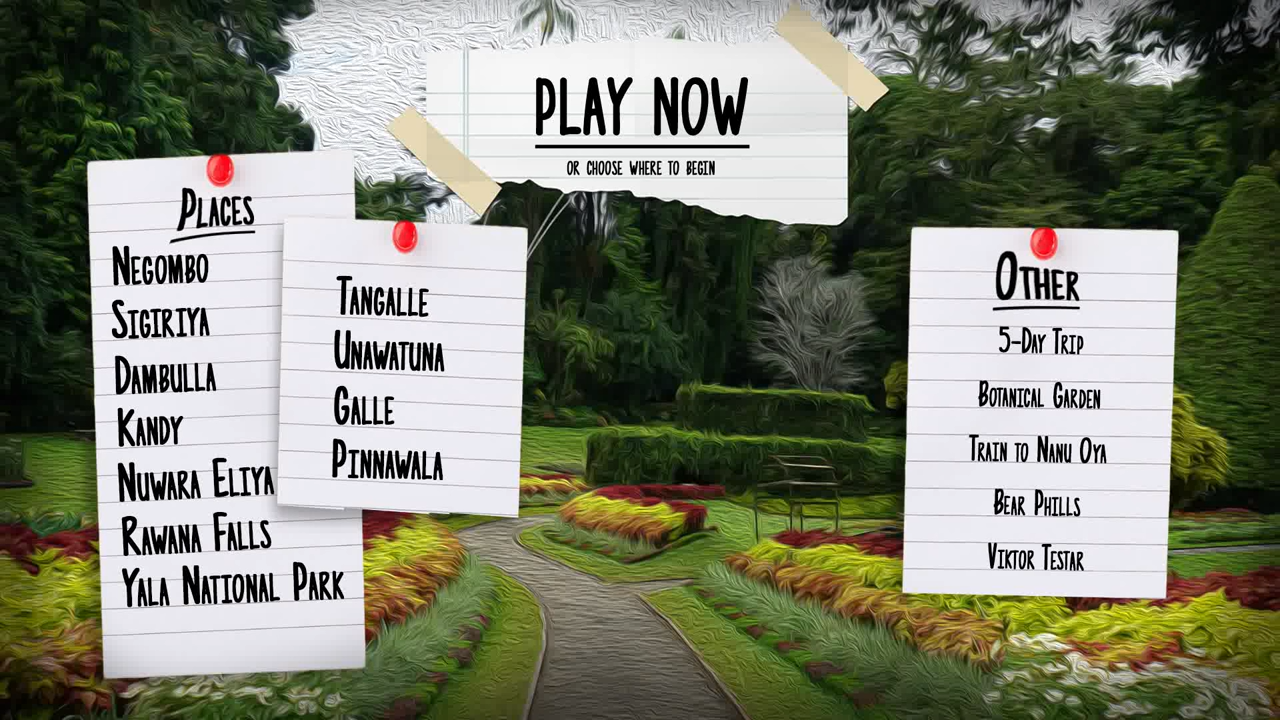 PLAY NOW
OR CHOOSE WHERE TO BEGIN
PLACES
NEGOMBO
SIGIRIYA
DAMBULLA
KANDY
NUWARA ELIYA
RAWANA FALLS
YALA NATIONAL PARK
TANGALLE
UNAWATUNA
GALLE
PINNAWALA
OTHER
5-DAY TRIP
BOTANICAL GARDEN
TRAIN TO NANU OYA
BEAR PHILLS
VIKTOR TESTAR